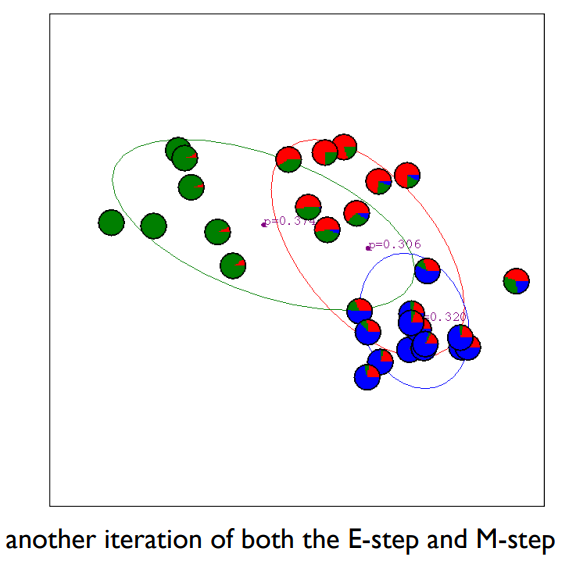 p=0.374
p=0.306
0.320
another iteration of both the E-step and M-step